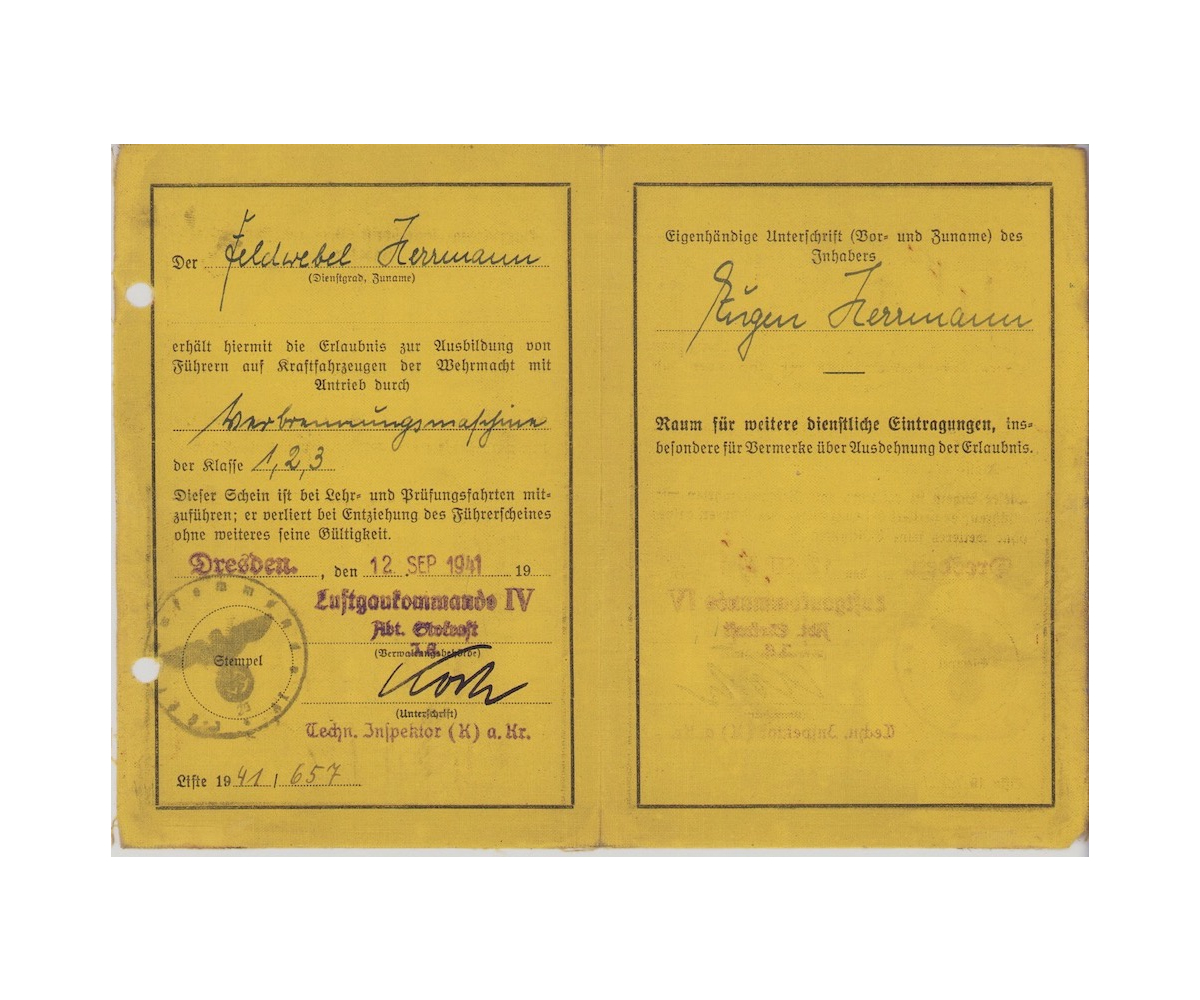 Der Feldwebel Herrmann
(Dienstgrad, Zuname)
erhält hiermit die Erlaubnis zur Ausbildung von
Führern auf Kraftfahrzeugen der Wehrmacht mit
Antrieb durch
Verbrennungsmaschine
der Klasse 1,2,3
Dieser Schein ist bei Lehr- und Prüfungsfahrten mit-
zuführen; er verliert bei Entziehung des Führerscheines
ohne weiteres seine Gültigkeit.
Dresden. , den 12. SEP. 1941 19
Luftgaukommando IV
Abt.
(Verwaltungsbehörde)
Stempel
Koch
(Unterschrift)
Techn. Inspektor (K) a. Kr.
Liste 1941 / 657
Eigenhändige Unterschrift (Vor- und Zuname) des
Inhabers
Eugen Herrmann
Raum für weitere dienstliche Eintragungen, ins-
besondere für Vermerke über Ausdehnung der Erlaubnis.